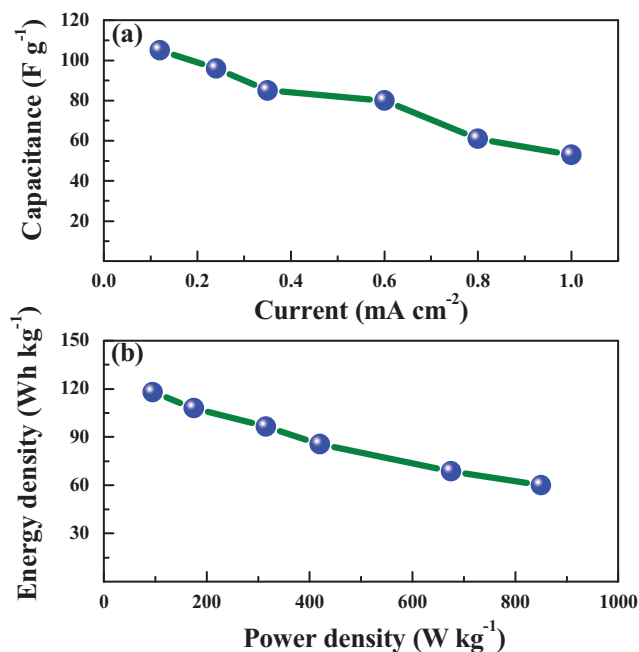 (a)
Capacitance (F g⁻¹)
120
100
80
60
40
20
0.0 0.2 0.4 0.6 0.8 1.0
Current (mA cm⁻²)
(b)
Energy density (Wh kg⁻¹)
150
120
90
60
30
0 200 400 600 800 1000
Power density (W kg⁻¹)